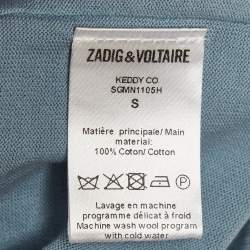 ZADIG & VOLTAIRE
KEDDY CO
SGMN1105H
S
Matière principale/Main
material:
100% Coton/Cotton
Lavage en machine
programme délicat à froid
Machine wash wool program
with cold water